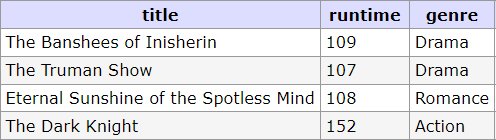 title runtime genre
The Banshees of Inisherin 109 Drama
The Truman Show 107 Drama
Eternal Sunshine of the Spotless Mind 108 Romance
The Dark Knight 152 Action